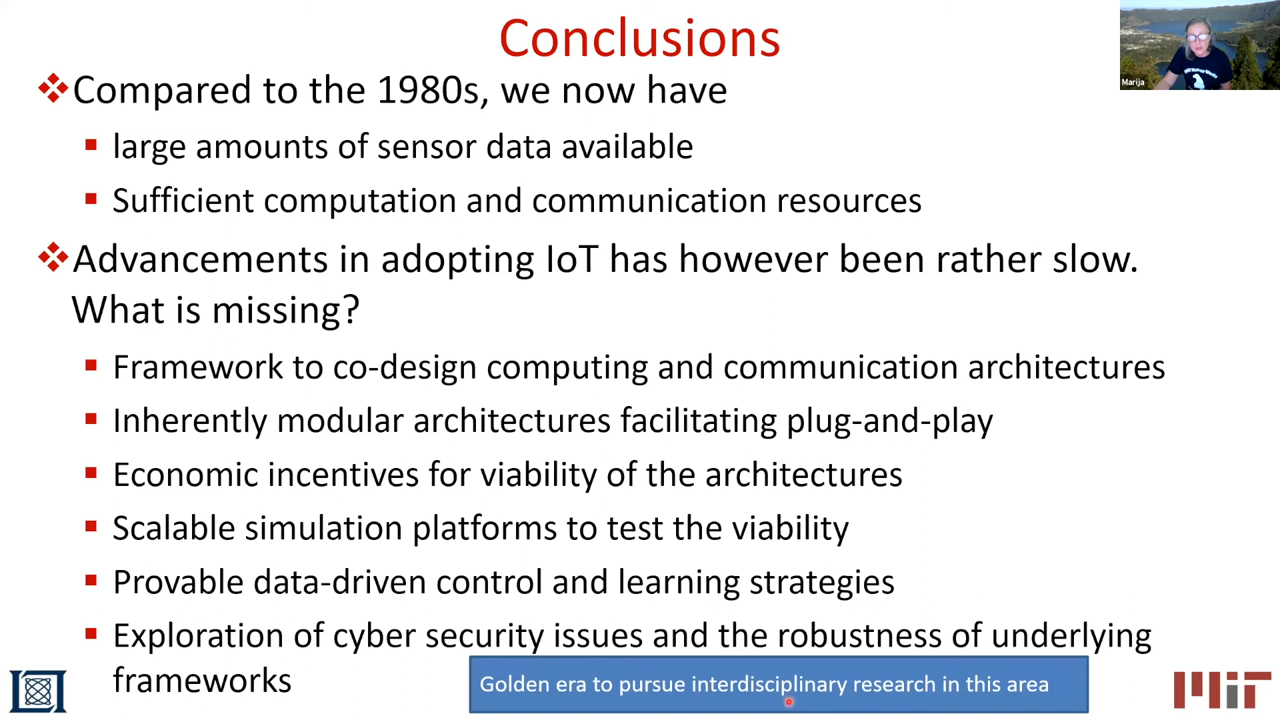 Conclusions
Marija
Compared to the 1980s, we now have
large amounts of sensor data available
Sufficient computation and communication resources
Advancements in adopting IoT has however been rather slow.
What is missing?
Framework to co-design computing and communication architectures
Inherently modular architectures facilitating plug-and-play
Economic incentives for viability of the architectures
Scalable simulation platforms to test the viability
Provable data-driven control and learning strategies
Exploration of cyber security issues and the robustness of underlying
frameworks
Golden era to pursue interdisciplinary research in this area
MIT